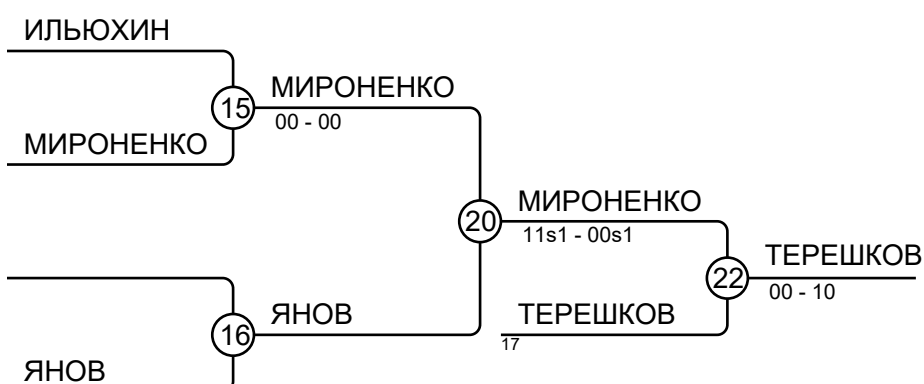 ИЛЬЮХИН
15
МИРОНЕНКО
00 - 00
МИРОНЕНКО
20
МИРОНЕНКО
11s1 - 00s1
22
ТЕРЕШКОВ
00 - 10
16
ЯНОВ
ТЕРЕШКОВ
17
ЯНОВ